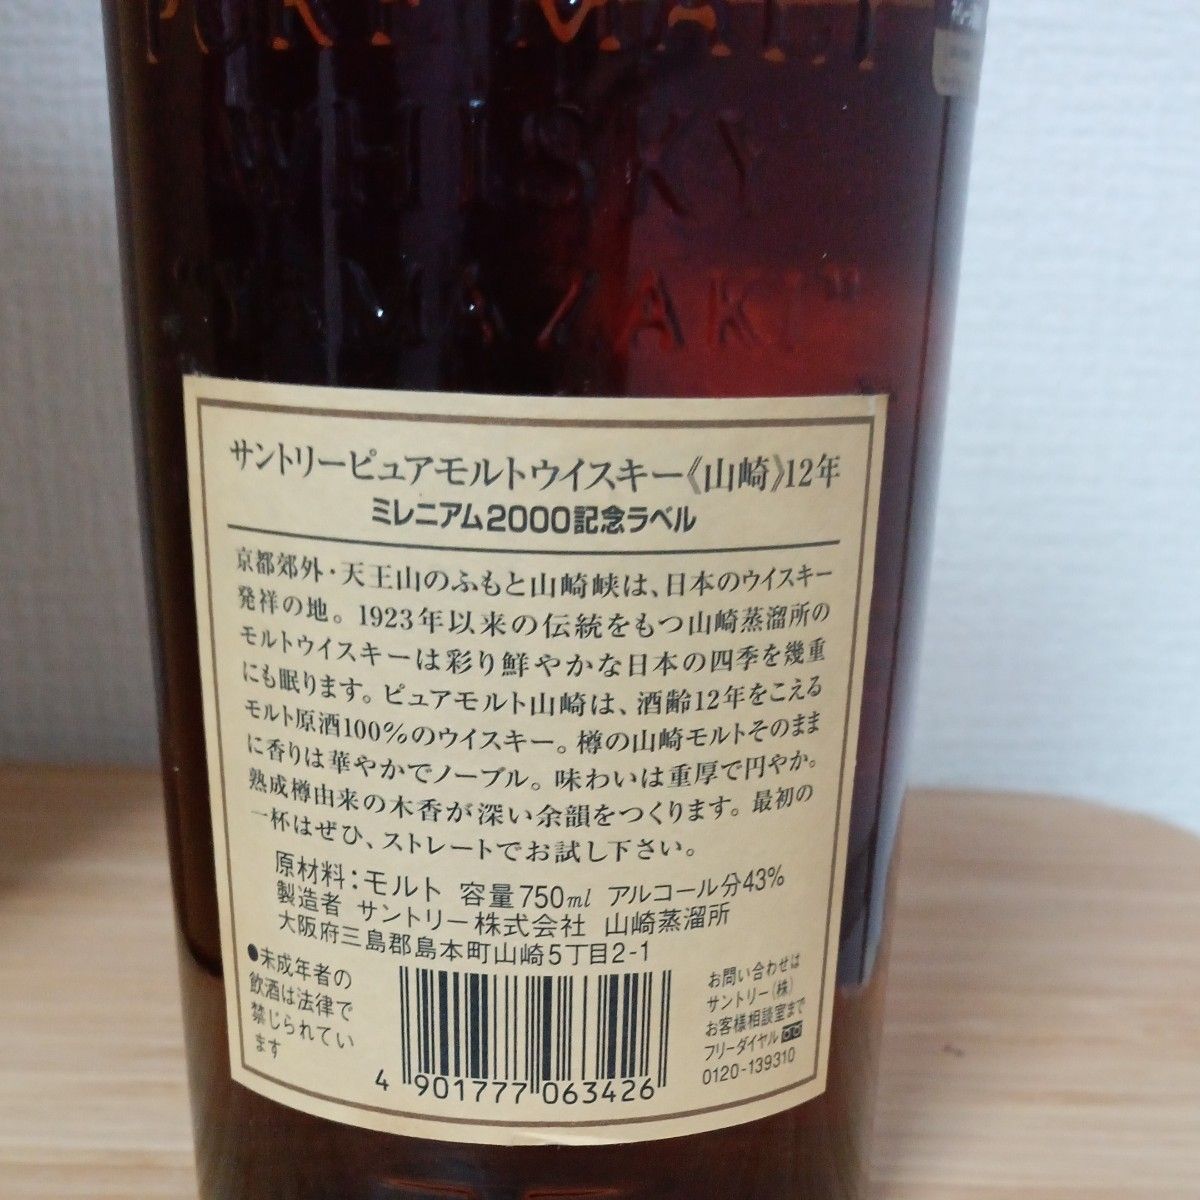 PURE MALT
WHISKY
"YAMAZAKI"
サントリーピュアモルトウイスキー《山崎》12年
ミレニアム2000記念ラベル
京都郊外・天王山のふもと山崎峡は、日本のウイスキー
発祥の地。1923年以来の伝統をもつ山崎蒸溜所の
モルトウイスキーは彩り鮮やかな日本の四季を幾重
にも眠ります。ピュアモルト山崎は、酒齢12年をこえる
モルト原酒100%のウイスキー。樽の山崎モルトそのまま
に香りは華やかでノーブル。味わいは重厚で円やか。
熟成樽由来の木香が深い余韻をつくります。最初の
一杯はぜひ、ストレートでお試し下さい。
原材料:モルト 容量750ml アルコール分43%
製造者 サントリー株式会社 山崎蒸溜所
大阪府三島郡島本町山崎5丁目2-1
●未成年者の
飲酒は法律で
禁じられてい
ます
4 901777 063426
お問い合わせは
サントリー(株)
お客様相談室まで
フリーダイヤル
0120-139310